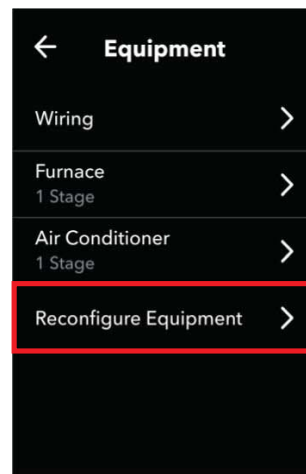 Equipment
Wiring
Furnace
1 Stage
Air Conditioner
1 Stage
Reconfigure Equipment